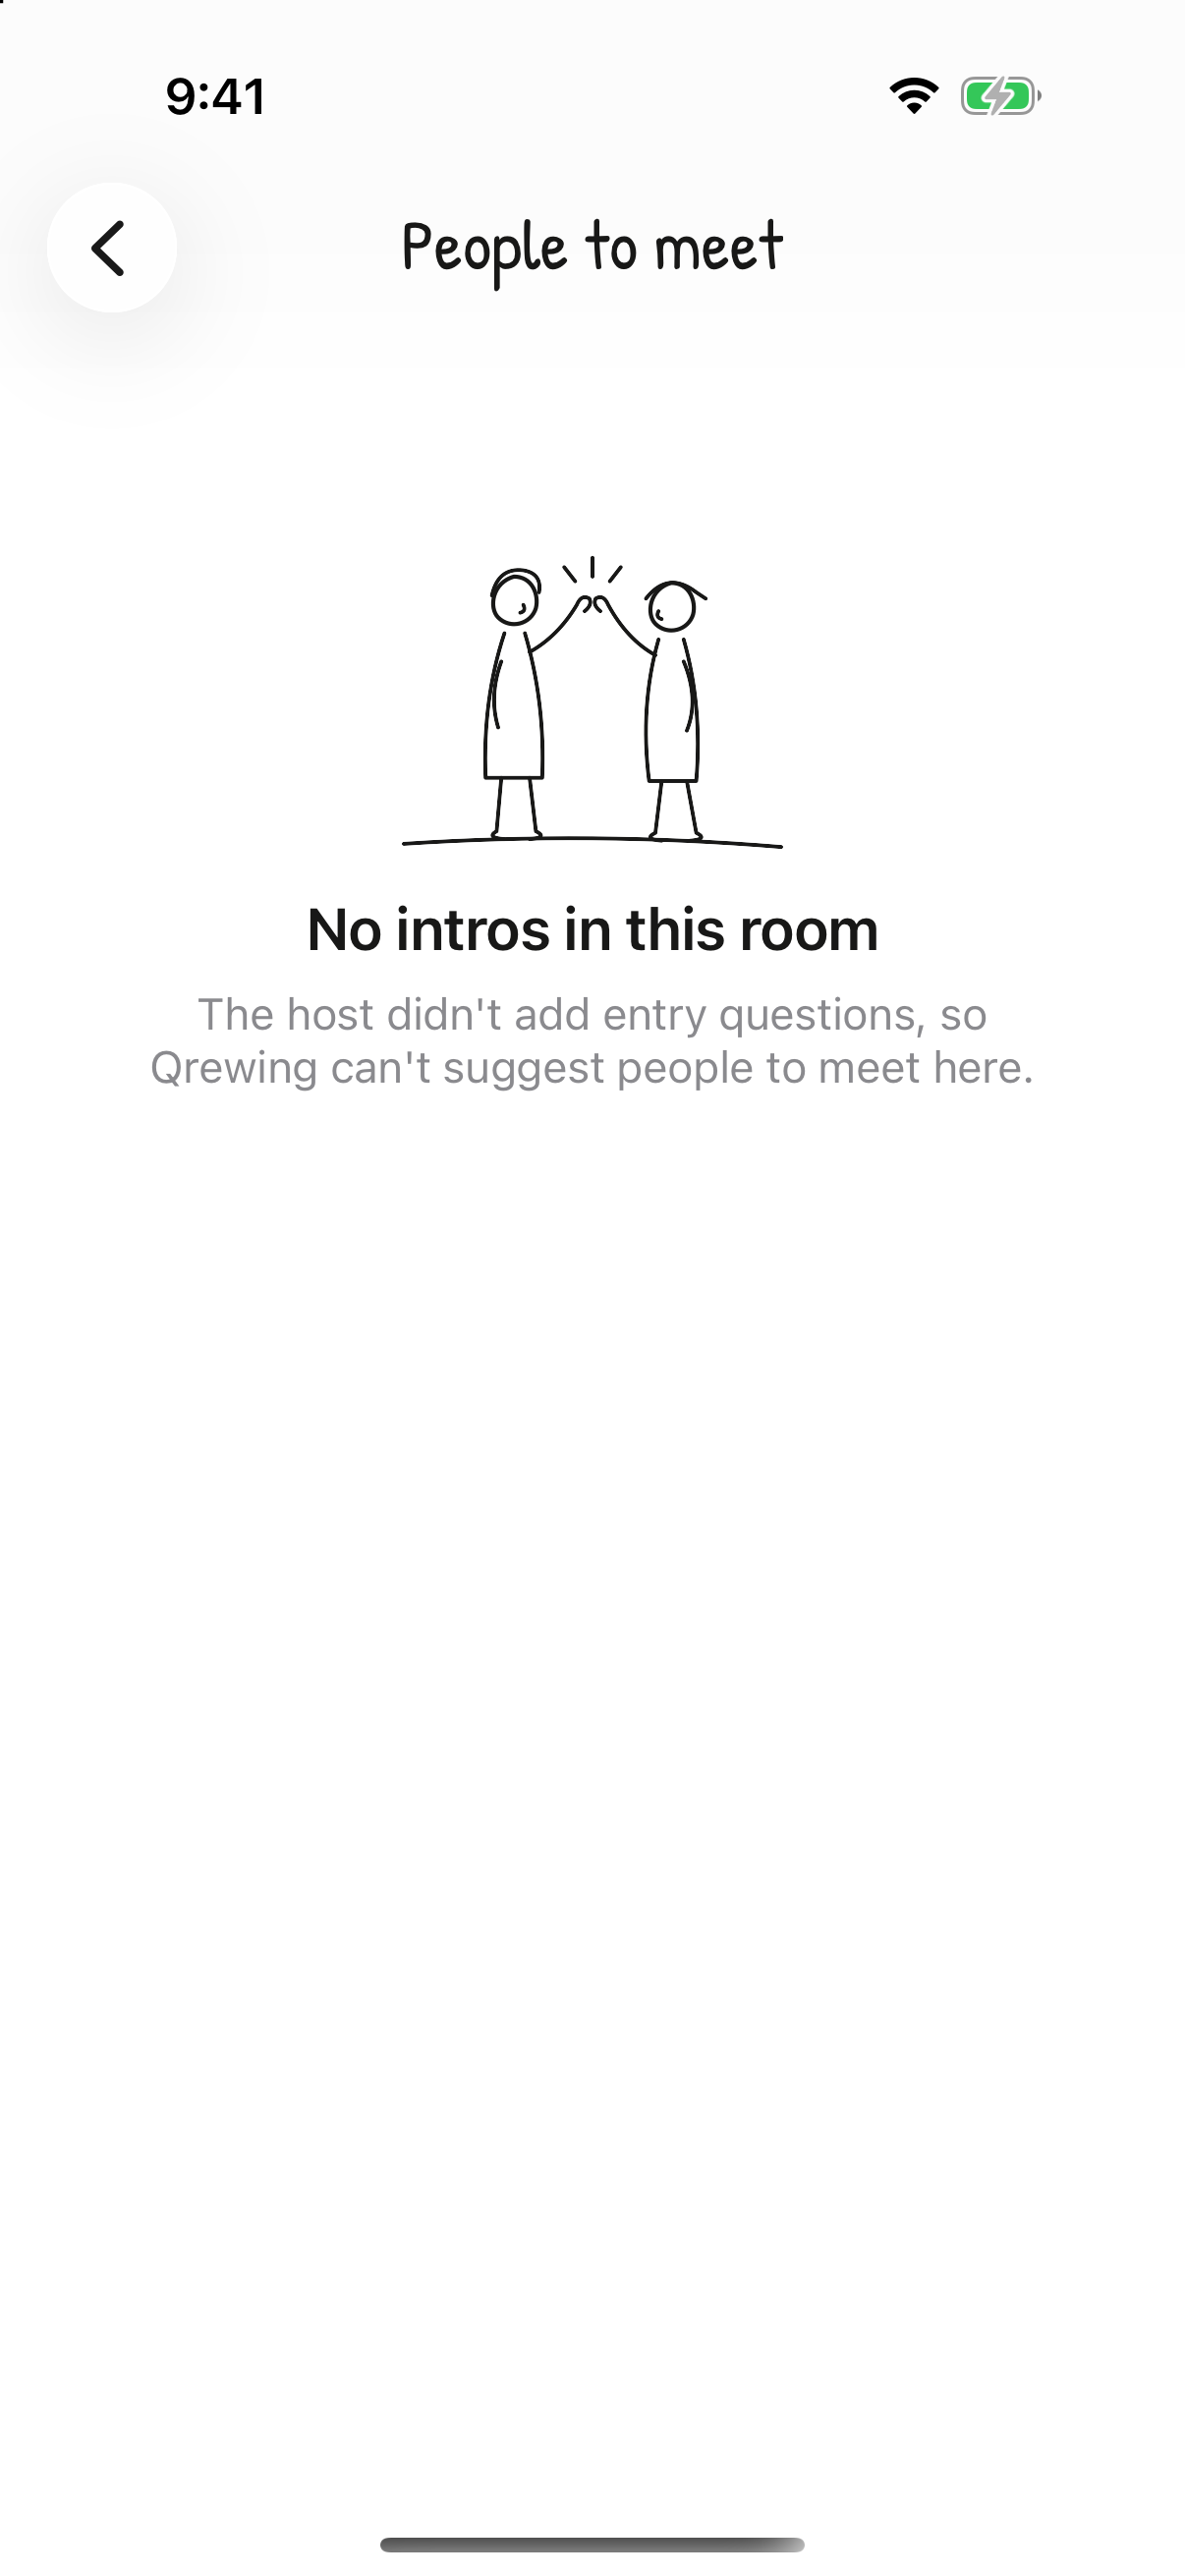 9:41
People to meet
No intros in this room
The host didn't add entry questions, so
Qrewing can't suggest people to meet here.